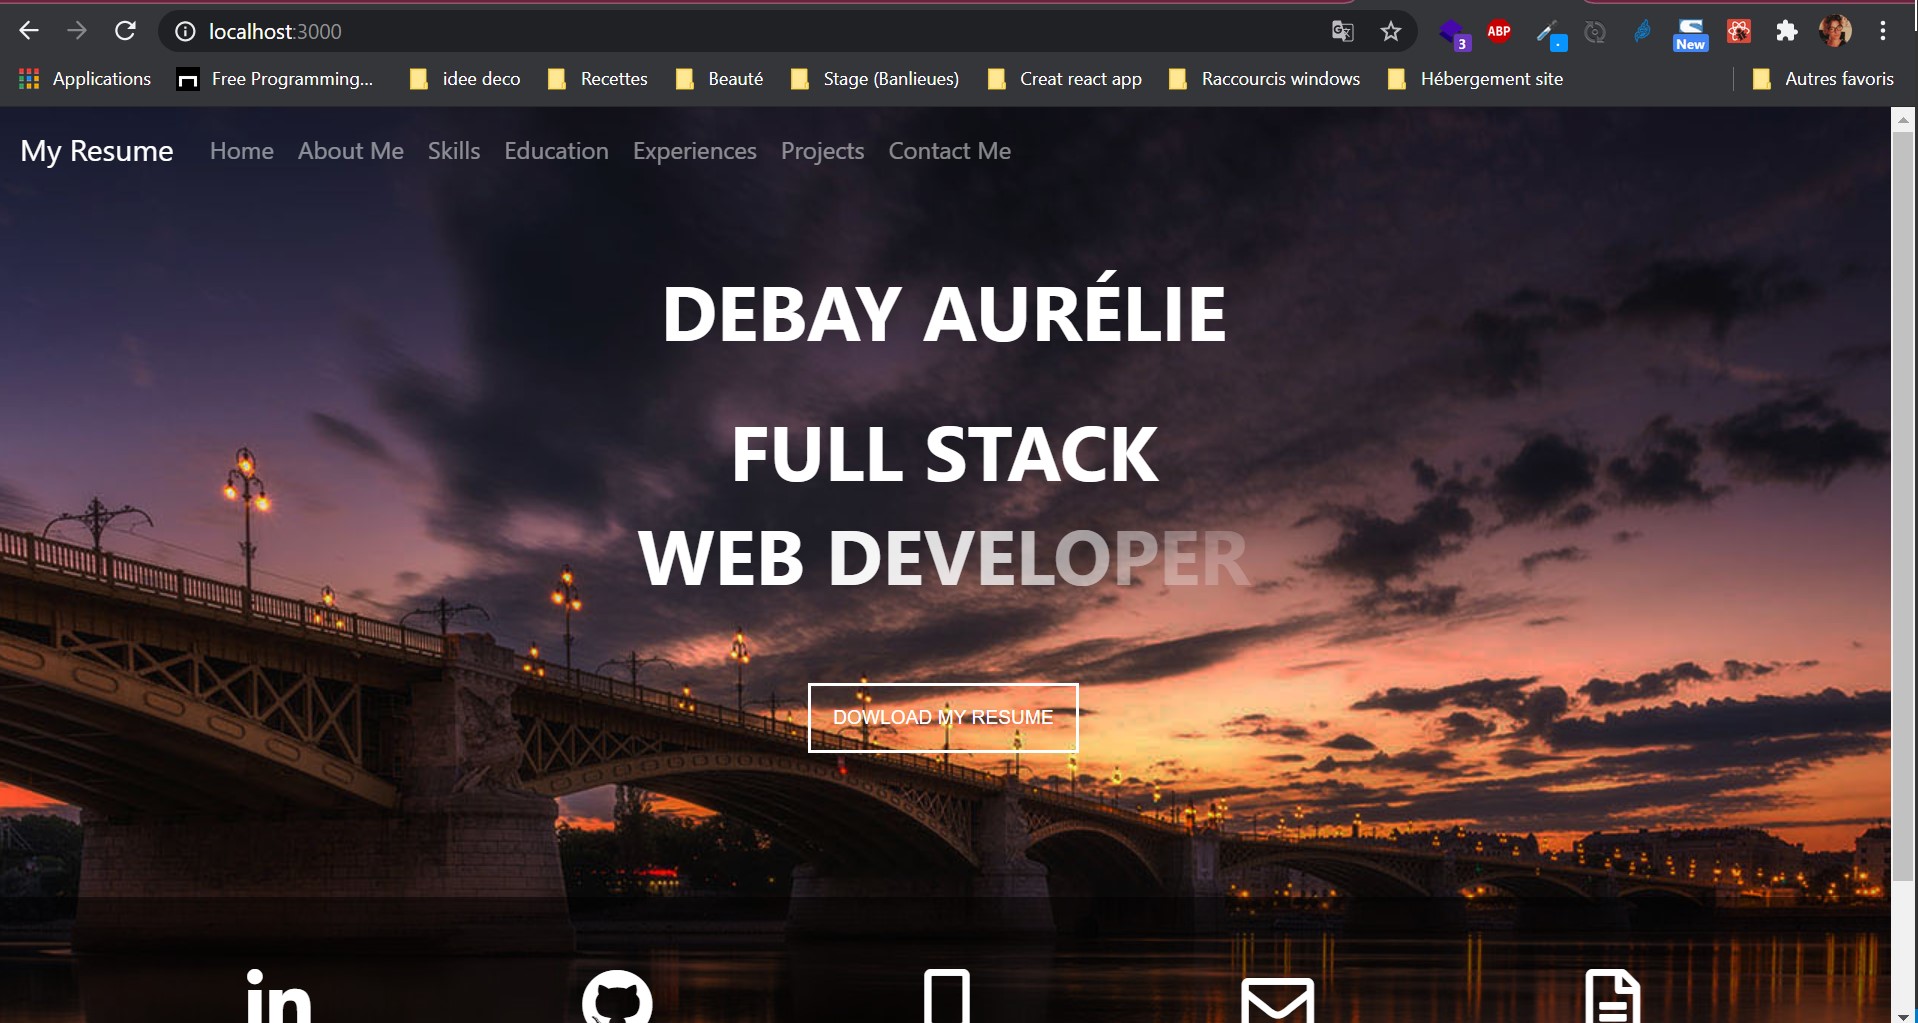 localhost:3000
3
ABP
New
Applications Free Programming... idee deco Recettes Beauté Stage (Banlieues) Creat react app Raccourcis windows Hébergement site Autres favoris
My Resume Home About Me Skills Education Experiences Projects Contact Me
DEBAY AURÉLIE
FULL STACK
WEB DEVELOPER
DOWLOAD MY RESUME
in